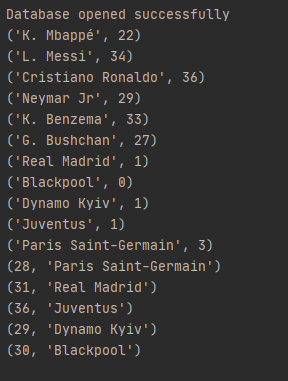 Database opened successfully
('K. Mbappé', 22)
('L. Messi', 34)
('Cristiano Ronaldo', 36)
('Neymar Jr', 29)
('K. Benzema', 33)
('G. Bushchan', 27)
('Real Madrid', 1)
('Blackpool', 0)
('Dynamo Kyiv', 1)
('Juventus', 1)
('Paris Saint-Germain', 3)
(28, 'Paris Saint-Germain')
(31, 'Real Madrid')
(36, 'Juventus')
(29, 'Dynamo Kyiv')
(30, 'Blackpool')